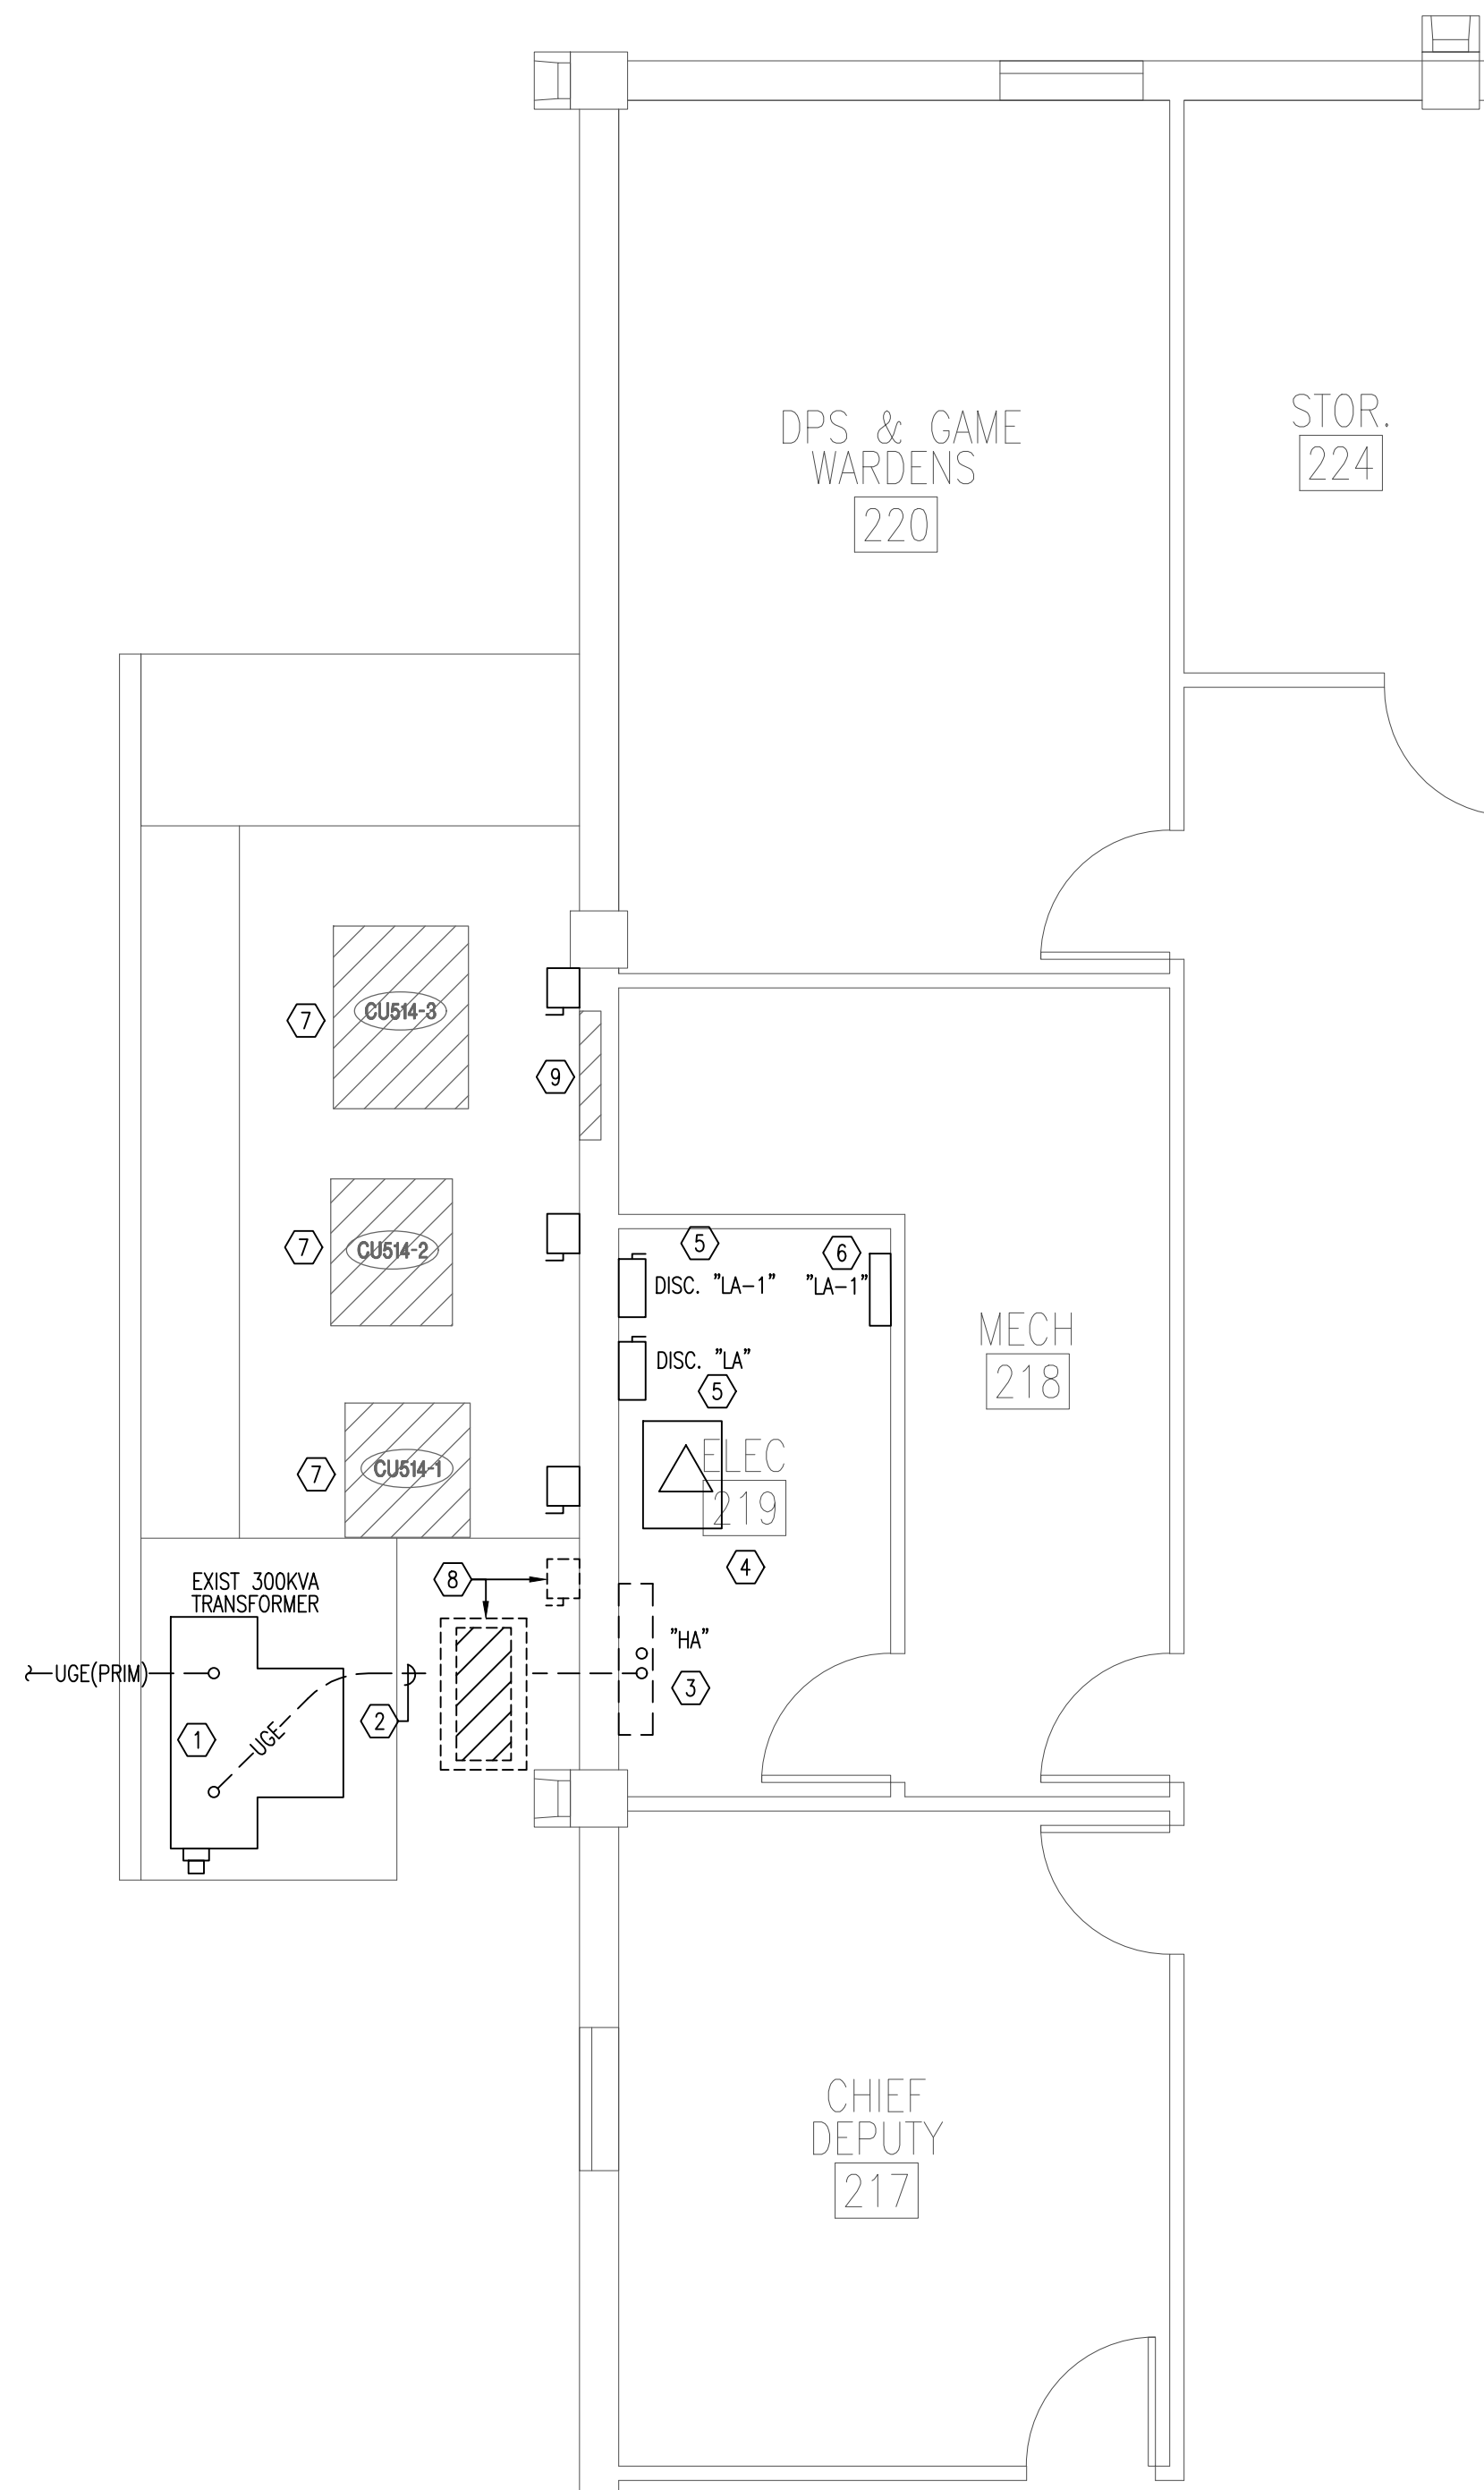 DPS & GAME
WARDENS
220
STOR.
224
CU514-3
7
9
5
6
CU514-2
7
DISC. "LA-1"
"LA-1"
MECH
218
DISC. "LA"
5
CU514-1
7
ELEC
219
4
EXIST 300KVA
TRANSFORMER
8
"HA"
UGE(PRIM)
3
2
1
UGE
CHIEF
DEPUTY
217